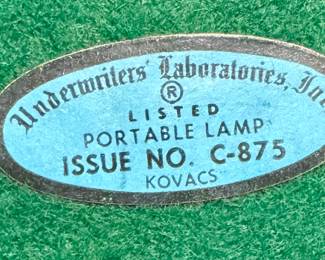 Underwriters' Laboratories, Inc.
®
LISTED
PORTABLE LAMP
ISSUE NO. C-875
KOVACS